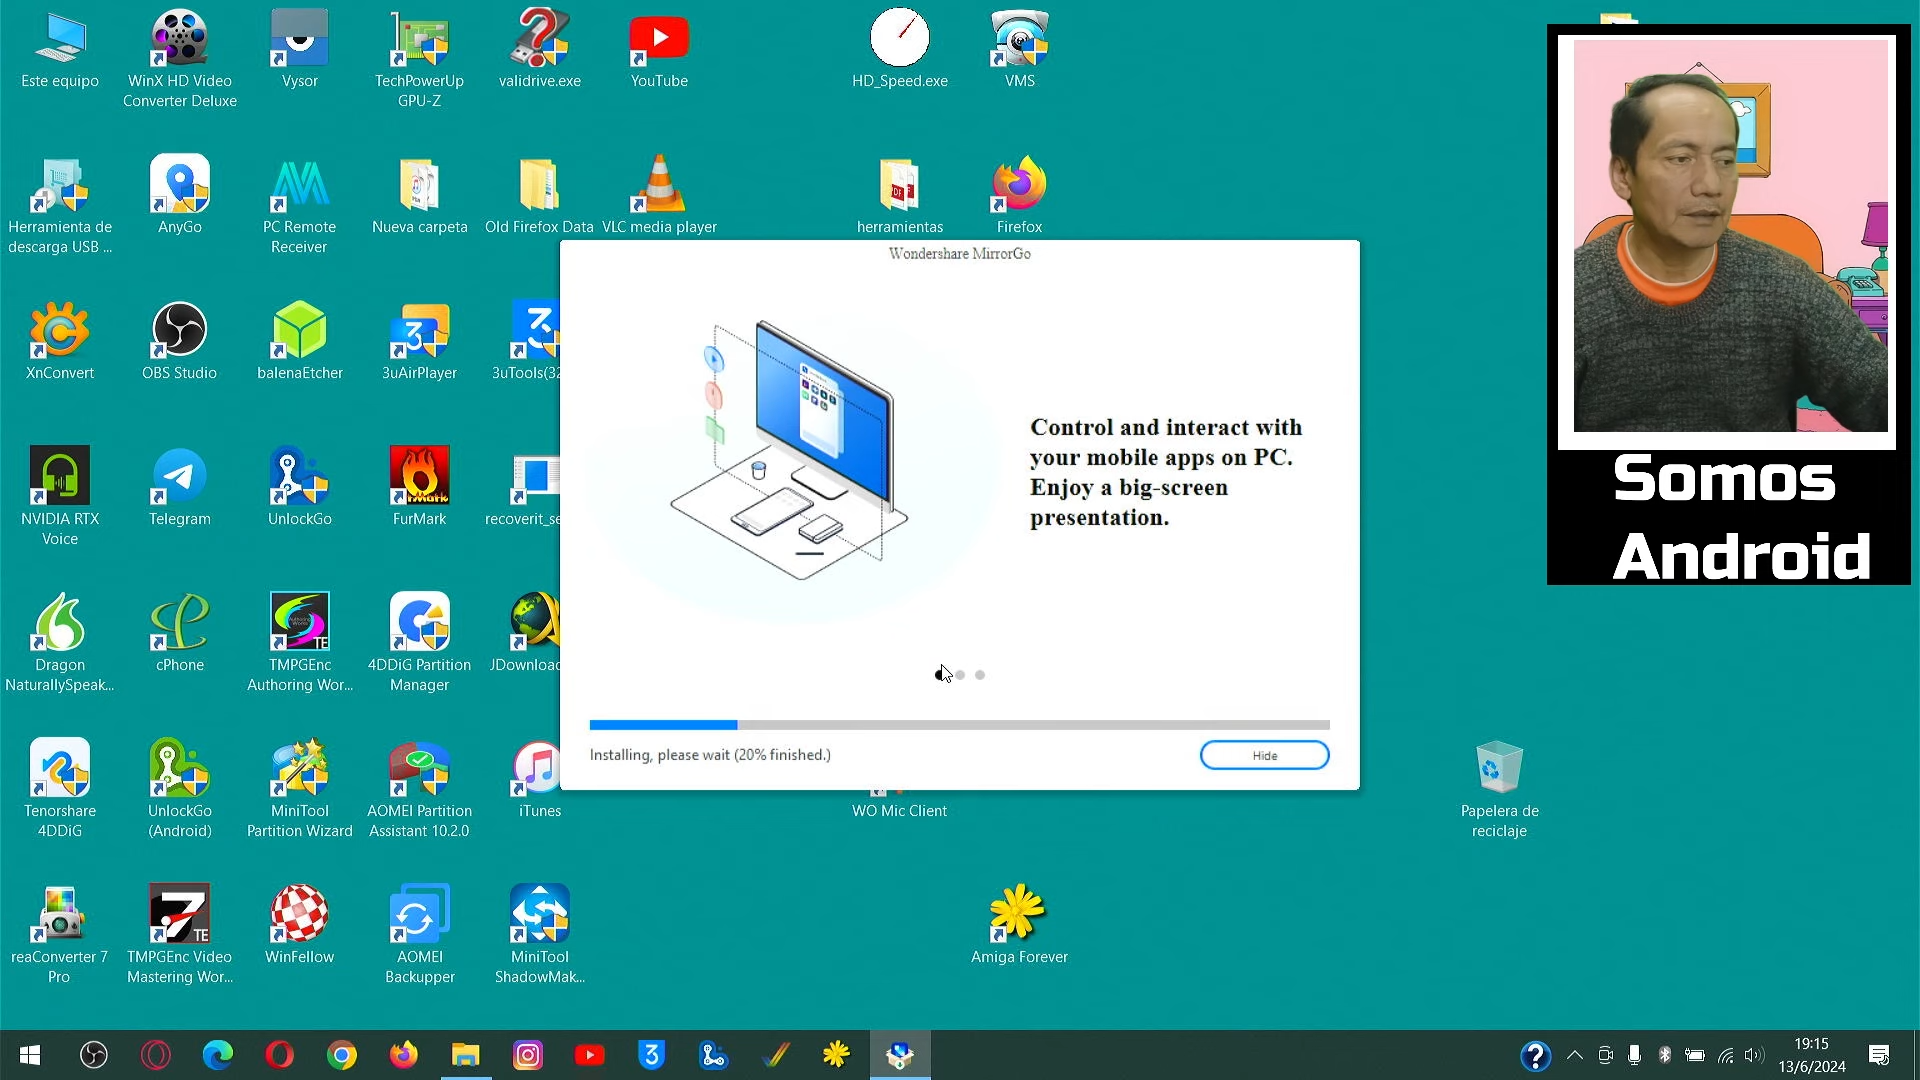 Este equipo
WinX HD Video
Converter Deluxe
Vysor
TechPowerUp
GPU-Z
validrive.exe
YouTube
HD_Speed.exe
VMS
Herramienta de
descarga USB ...
AnyGo
PC Remote
Receiver
Nueva carpeta
Old Firefox Data
VLC media player
herramientas
Firefox
Wondershare MirrorGo
XnConvert
OBS Studio
balenaEtcher
3uAirPlayer
3uTools(32
Control and interact with
your mobile apps on PC.
Enjoy a big-screen
presentation.
Somos
Android
NVIDIA RTX
Voice
Telegram
UnlockGo
FurMark
recoverit_se
Dragon
NaturallySpeak...
cPhone
TMPGEnc
Authoring Wor...
4DDiG Partition
Manager
JDownload
Installing, please wait (20% finished.)
Hide
Tenorshare
4DDiG
UnlockGo
(Android)
MiniTool
Partition Wizard
AOMEI Partition
Assistant 10.2.0
iTunes
WO Mic Client
Papelera de
reciclaje
reaConverter 7
Pro
TMPGEnc Video
Mastering Wor...
WinFellow
AOMEI
Backupper
MiniTool
ShadowMak...
Amiga Forever
19:15
13/6/2024